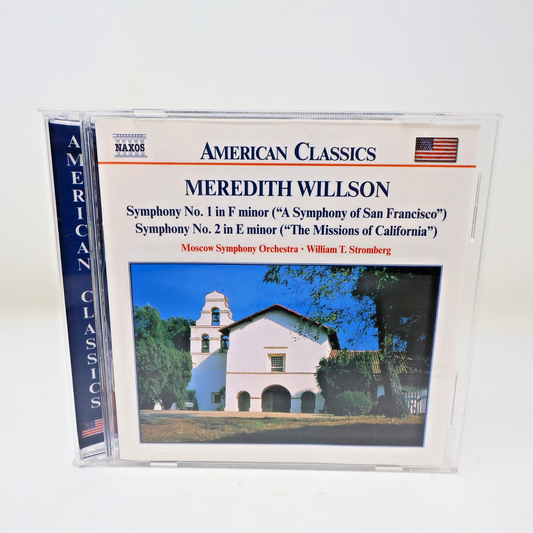 AMERICAN CLASSICS
NAXOS
AMERICAN CLASSICS
MEREDITH WILLSON
Symphony No. 1 in F minor (“A Symphony of San Francisco”)
Symphony No. 2 in E minor (“The Missions of California”)
Moscow Symphony Orchestra • William T. Stromberg